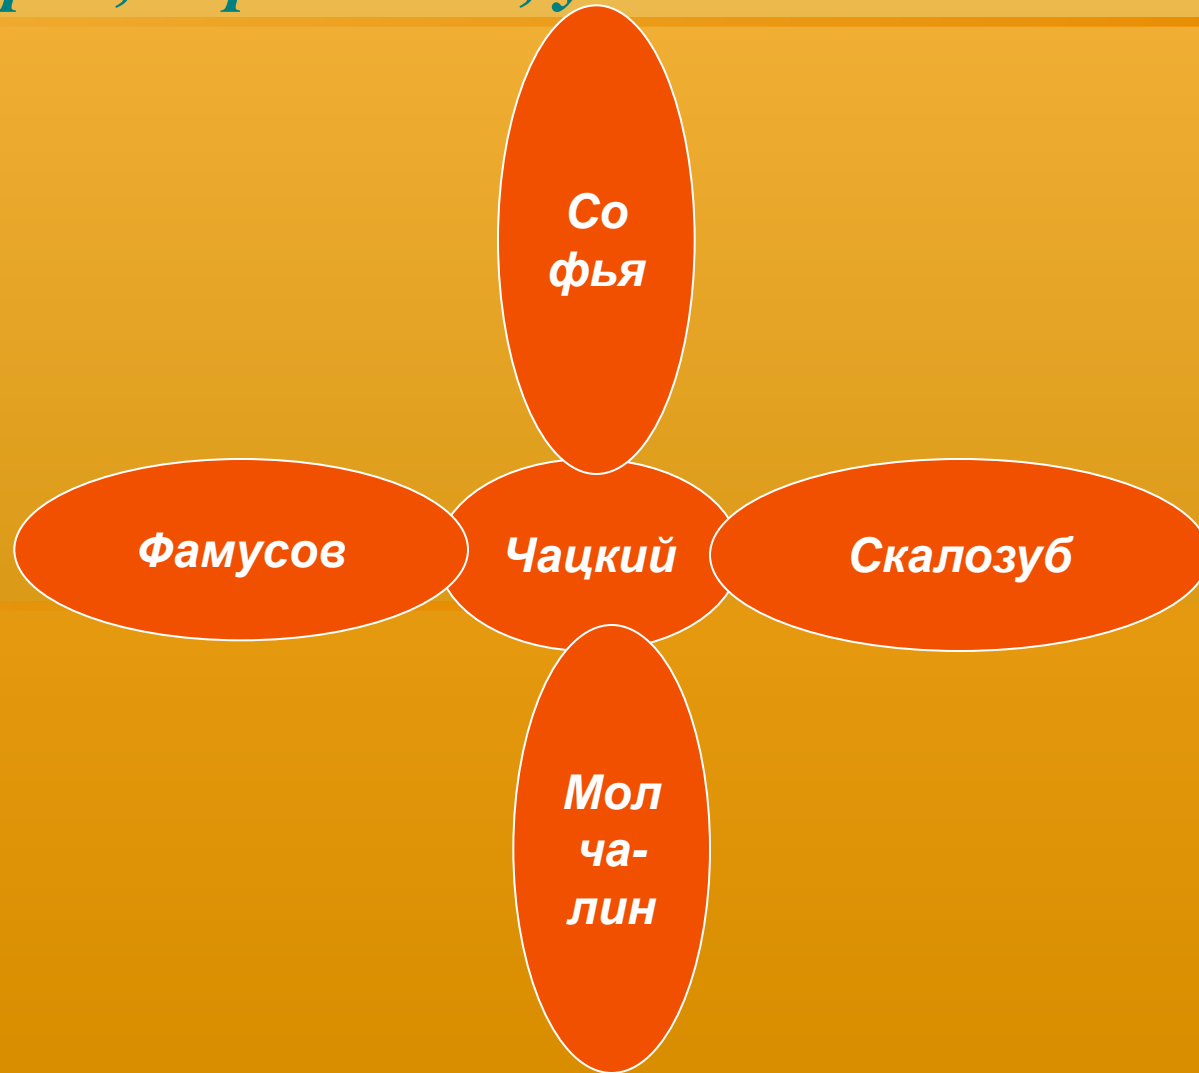 Со
фья
Фамусов
Чацкий
Скалозуб
Мол
ча-
лин